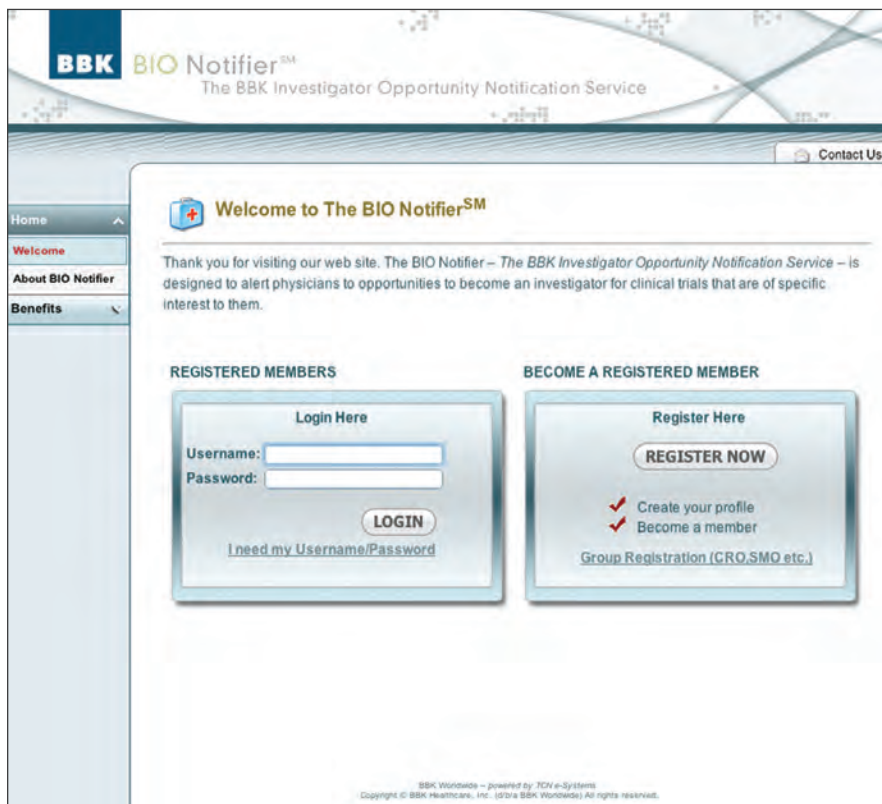 BBK
BIO Notifier℠
The BBK Investigator Opportunity Notification Service
Contact Us
Home
Welcome
About BIO Notifier
Benefits
Welcome to The BIO Notifier℠
Thank you for visiting our web site. The BIO Notifier – The BBK Investigator Opportunity Notification Service – is
designed to alert physicians to opportunities to become an investigator for clinical trials that are of specific
interest to them.
REGISTERED MEMBERS
Login Here
Username:
Password:
LOGIN
I need my Username/Password
BECOME A REGISTERED MEMBER
Register Here
REGISTER NOW
Create your profile
Become a member
Group Registration (CRO,SMO etc.)
BBK Worldwide – powered by TCN e-Systems
Copyright © BBK Healthcare, Inc. (d/b/a BBK Worldwide) All rights reserved.